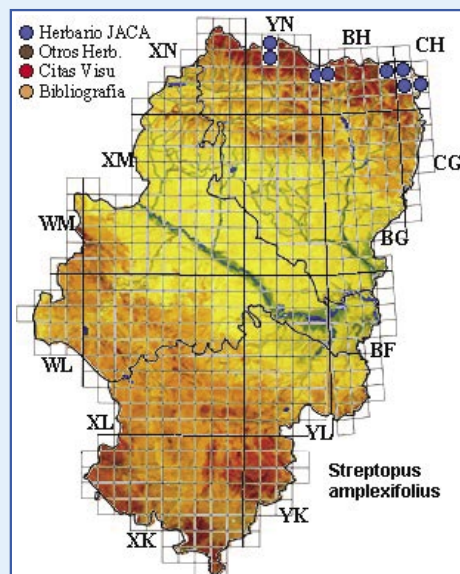 Herbario JACA
Otros Herb.
Citas Visu
Bibliografía
YN
BH
CH
XN
XM
CG
WM
BG
WL
BF
XL
YL
Streptopus
amplexifolius
YK
XK